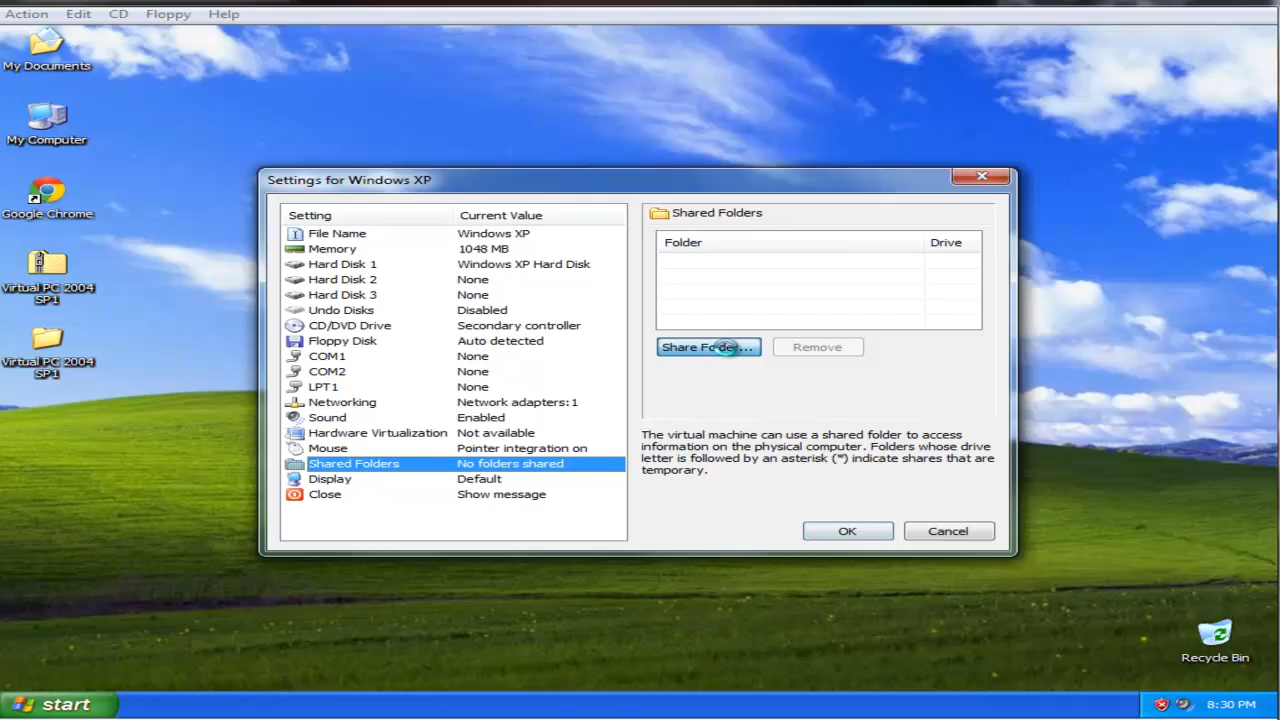 Action Edit CD Floppy Help
My Documents
My Computer
Google Chrome
Virtual PC 2004
SP1
Virtual PC 2004
SP1
Settings for Windows XP
Setting Current Value
File Name Windows XP
Memory 1048 MB
Hard Disk 1 Windows XP Hard Disk
Hard Disk 2 None
Hard Disk 3 None
Undo Disks Disabled
CD/DVD Drive Secondary controller
Floppy Disk Auto detected
COM1 None
COM2 None
LPT1 None
Networking Network adapters:1
Sound Enabled
Hardware Virtualization Not available
Mouse Pointer integration on
Shared Folders No folders shared
Display Default
Close Show message
Shared Folders
Folder Drive
Share Folder... Remove
The virtual machine can use a shared folder to access
information on the physical computer. Folders whose drive
letter is followed by an asterisk (*) indicate shares that are
temporary.
OK Cancel
Recycle Bin
start 8:30 PM